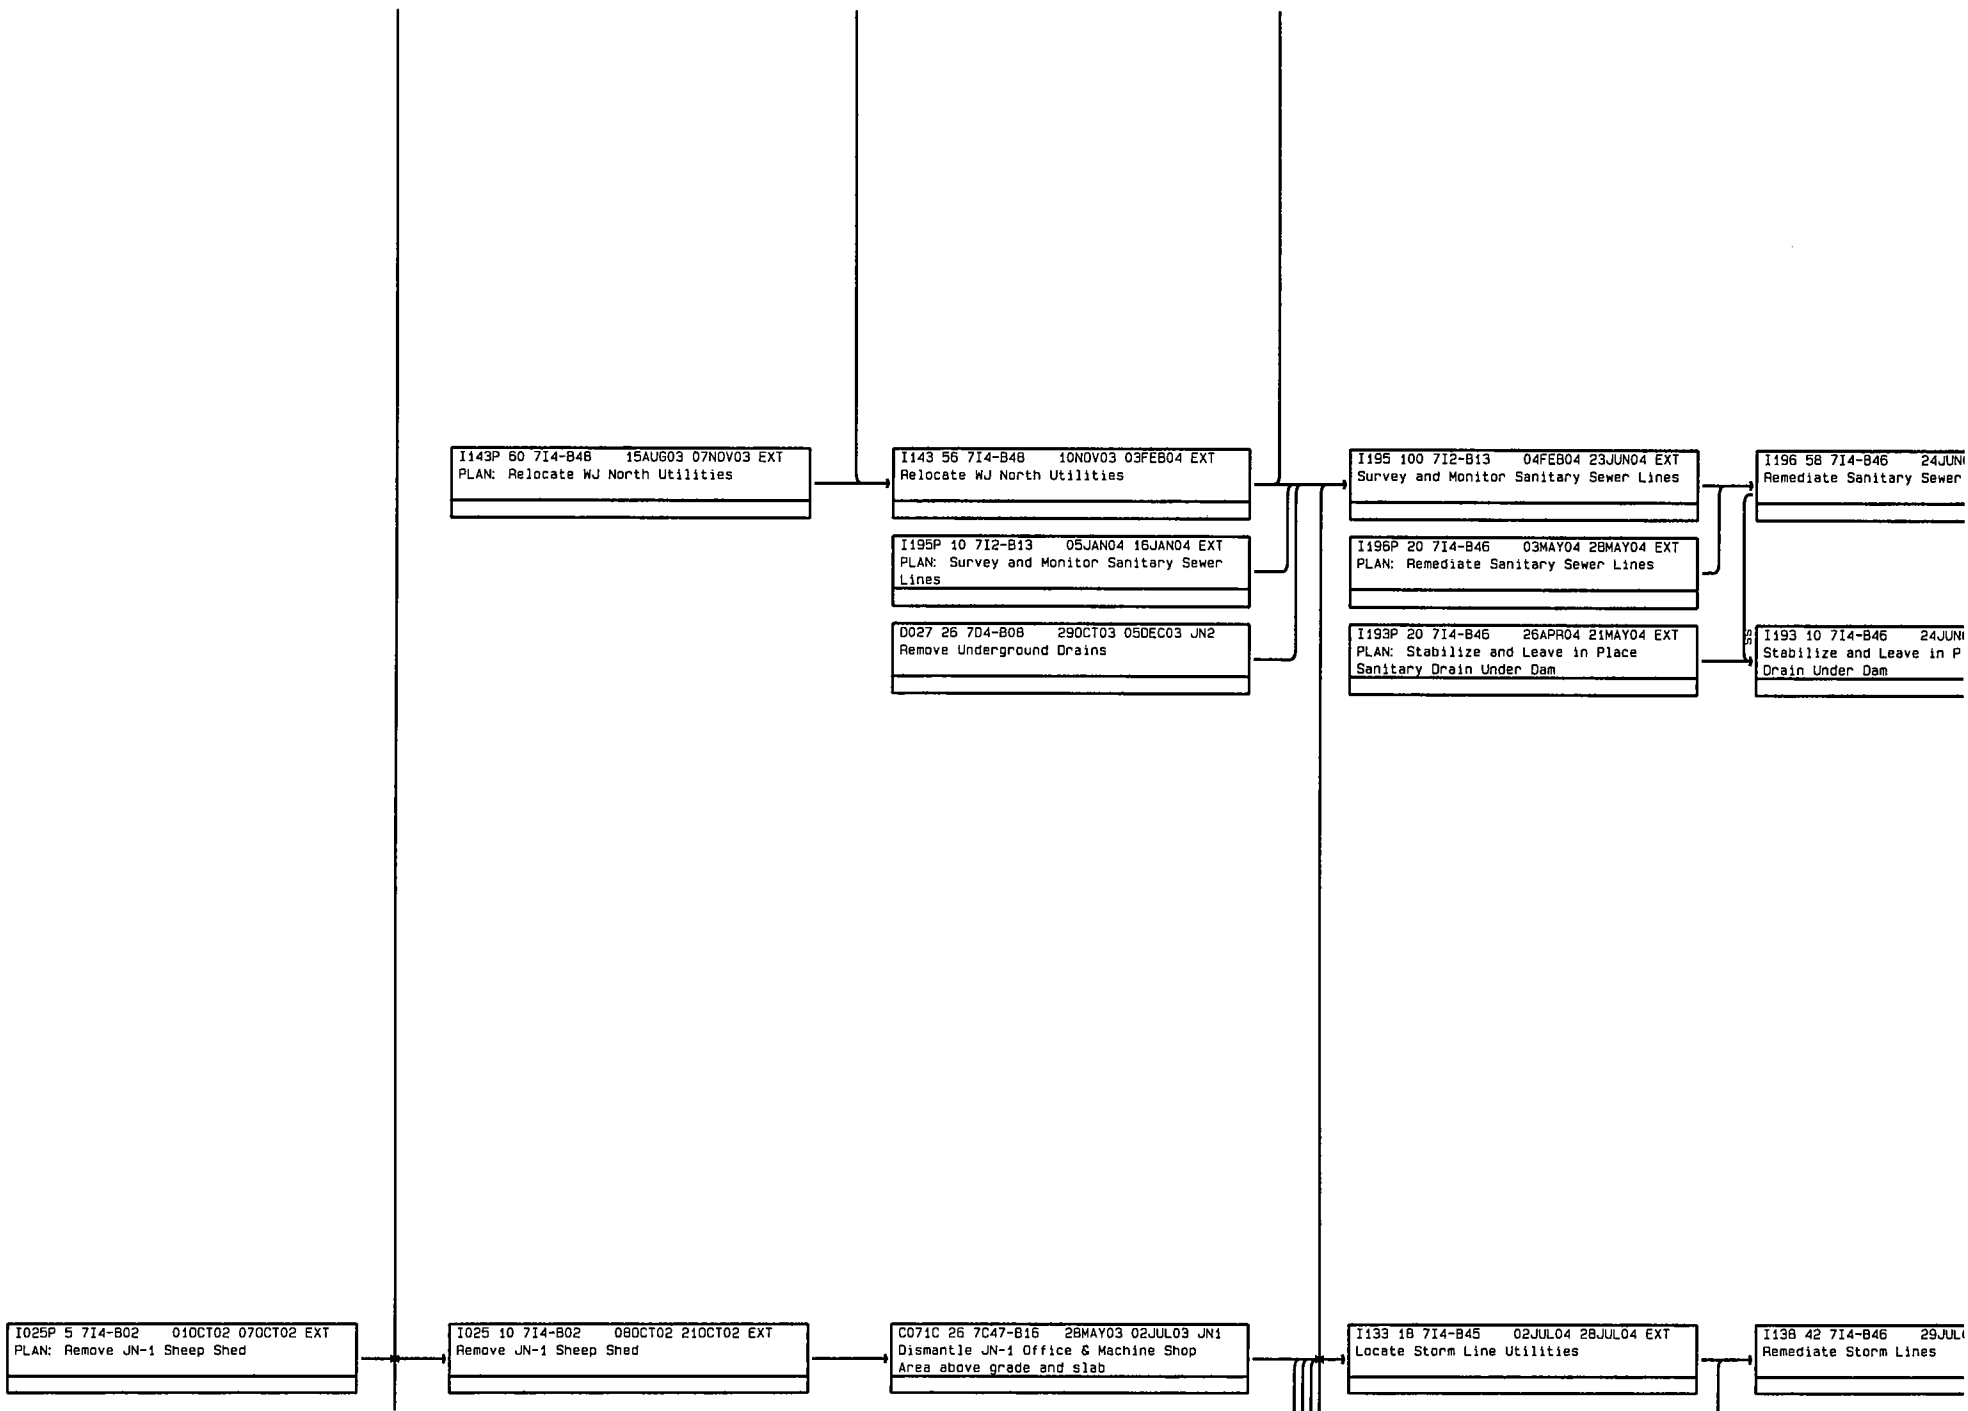 I143P 60 7I4-B48 15AUG03 07NOV03 EXT
PLAN: Relocate WJ North Utilities
I143 56 7I4-B48 10NOV03 03FEB04 EXT
Relocate WJ North Utilities
I195 100 7I2-B13 04FEB04 23JUN04 EXT
Survey and Monitor Sanitary Sewer Lines
I196 58 7I4-B46 24JUN
Remediate Sanitary Sewer
I195P 10 7I2-B13 05JAN04 16JAN04 EXT
PLAN: Survey and Monitor Sanitary Sewer
Lines
I196P 20 7I4-B46 03MAY04 28MAY04 EXT
PLAN: Remediate Sanitary Sewer Lines
D027 26 7D4-B08 29OCT03 05DEC03 JN2
Remove Underground Drains
I193P 20 7I4-B46 26APR04 21MAY04 EXT
PLAN: Stabilize and Leave in Place
Sanitary Drain Under Dam
SS
I193 10 7I4-B46 24JUN
Stabilize and Leave in P
Drain Under Dam
I025P 5 7I4-B02 01OCT02 07OCT02 EXT
PLAN: Remove JN-1 Sheep Shed
I025 10 7I4-B02 08OCT02 21OCT02 EXT
Remove JN-1 Sheep Shed
C071C 26 7C47-B16 28MAY03 02JUL03 JN1
Dismantle JN-1 Office & Machine Shop
Area above grade and slab
I133 18 7I4-B45 02JUL04 28JUL04 EXT
Locate Storm Line Utilities
I138 42 7I4-B46 29JUL
Remediate Storm Lines